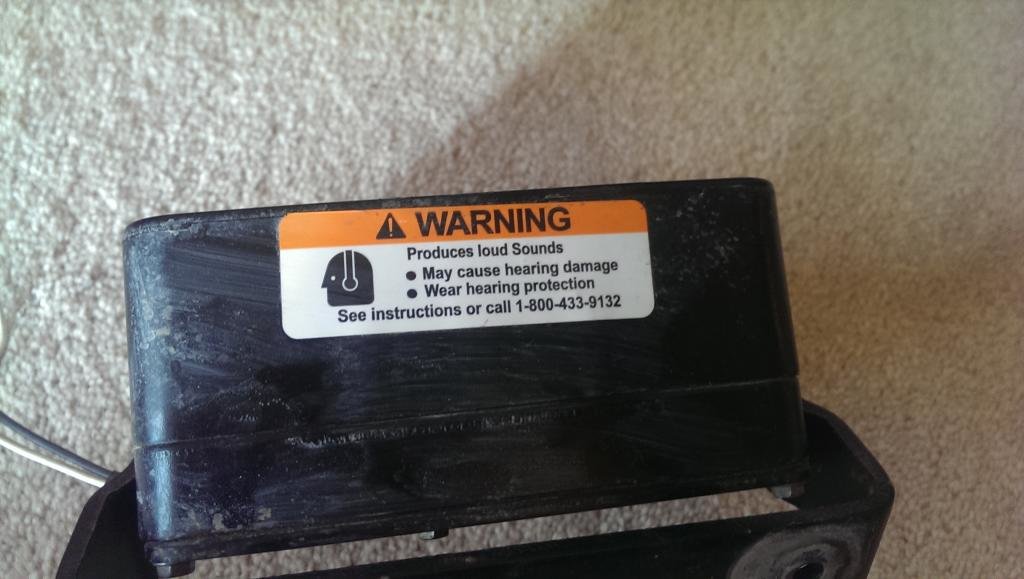 WARNING
Produces loud Sounds
• May cause hearing damage
• Wear hearing protection
See instructions or call 1-800-433-9132